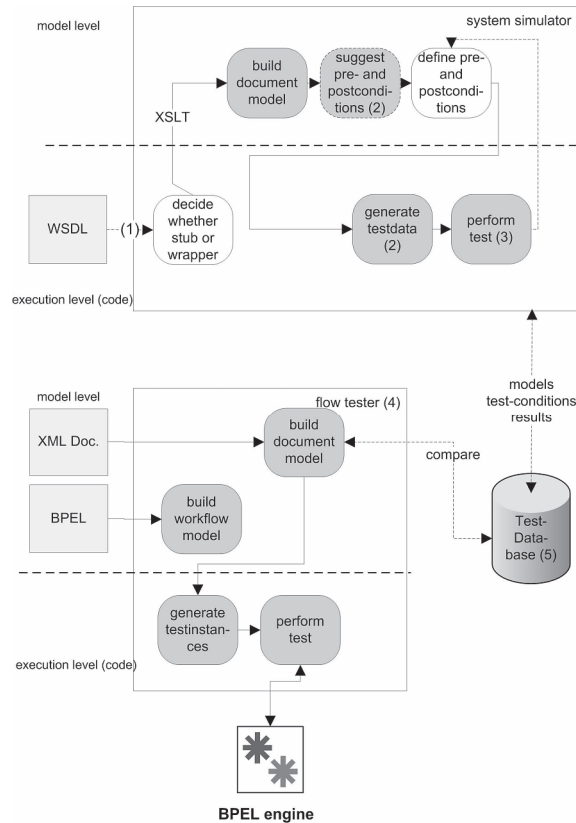 model level
system simulator
build
document
model
suggest
pre- and
postcondi-
tions (2)
define pre-
and
postcondi-
tions
XSLT
WSDL
(1)
decide
whether
stub or
wrapper
generate
testdata
(2)
perform
test (3)
execution level (code)
models
test-conditions
results
model level
flow tester (4)
XML Doc.
build
document
model
compare
BPEL
build
workflow
model
Test-
Data-
base (5)
generate
testinstan-
ces
perform
test
execution level (code)
BPEL engine